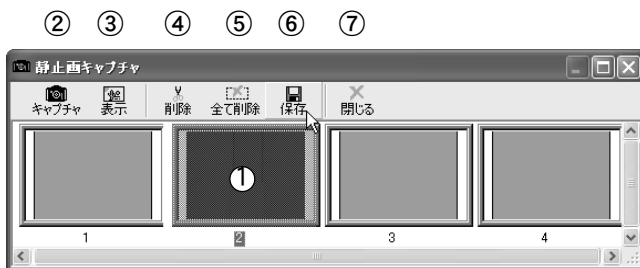 ② ③ ④ ⑤ ⑥ ⑦
静止画キャプチャ
キャプチャ 表示 削除 全て削除 保存 閉じる
①
1 2 3 4